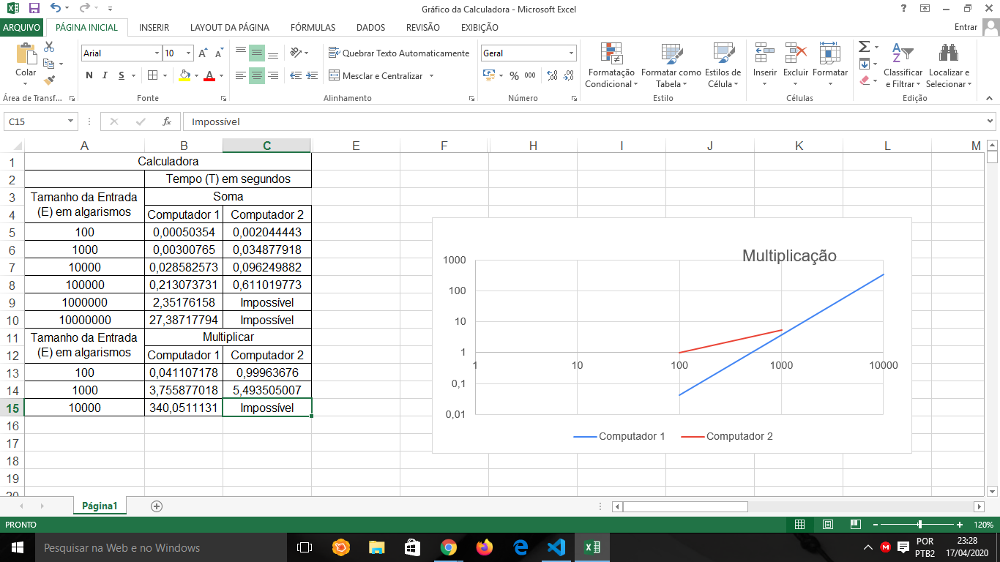 Gráfico da Calculadora - Microsoft Excel
?
ARQUIVO PÁGINA INICIAL INSERIR LAYOUT DA PÁGINA FÓRMULAS DADOS REVISÃO EXIBIÇÃO Entrar
Colar
Arial 10 A A
N I S A
Quebrar Texto Automaticamente
Mesclar e Centralizar
Geral
% 000 ,00
Formatação Condicional
Formatar como Tabela
Estilos de Célula
Inserir Excluir Formatar
Classificar e Filtrar
Localizar e Selecionar
Área de Transf... Fonte Alinhamento Número Estilo Células Edição
C15 fx Impossível
A B C E F H I J K L M
1 Calculadora
2 Tempo (T) em segundos
3 Tamanho da Entrada Soma
4 (E) em algarismos Computador 1 Computador 2
5 100 0,00050354 0,002044443
6 1000 0,00300765 0,034877918
7 10000 0,028582573 0,096249882
8 100000 0,213073731 0,611019773
9 1000000 2,35176158 Impossível
10 10000000 27,38717794 Impossível
11 Tamanho da Entrada Multiplicar
12 (E) em algarismos Computador 1 Computador 2
13 100 0,041107178 0,99963676
14 1000 3,755877018 5,493505007
15 10000 340,0511131 Impossível
16
17
18
19
20
Multiplicação
1000
100
10
1
0,1
0,01
1 10 100 1000 10000
Computador 1 Computador 2
Página1
PRONTO 120%
Pesquisar na Web e no Windows
POR
PTB2
23:28
17/04/2020